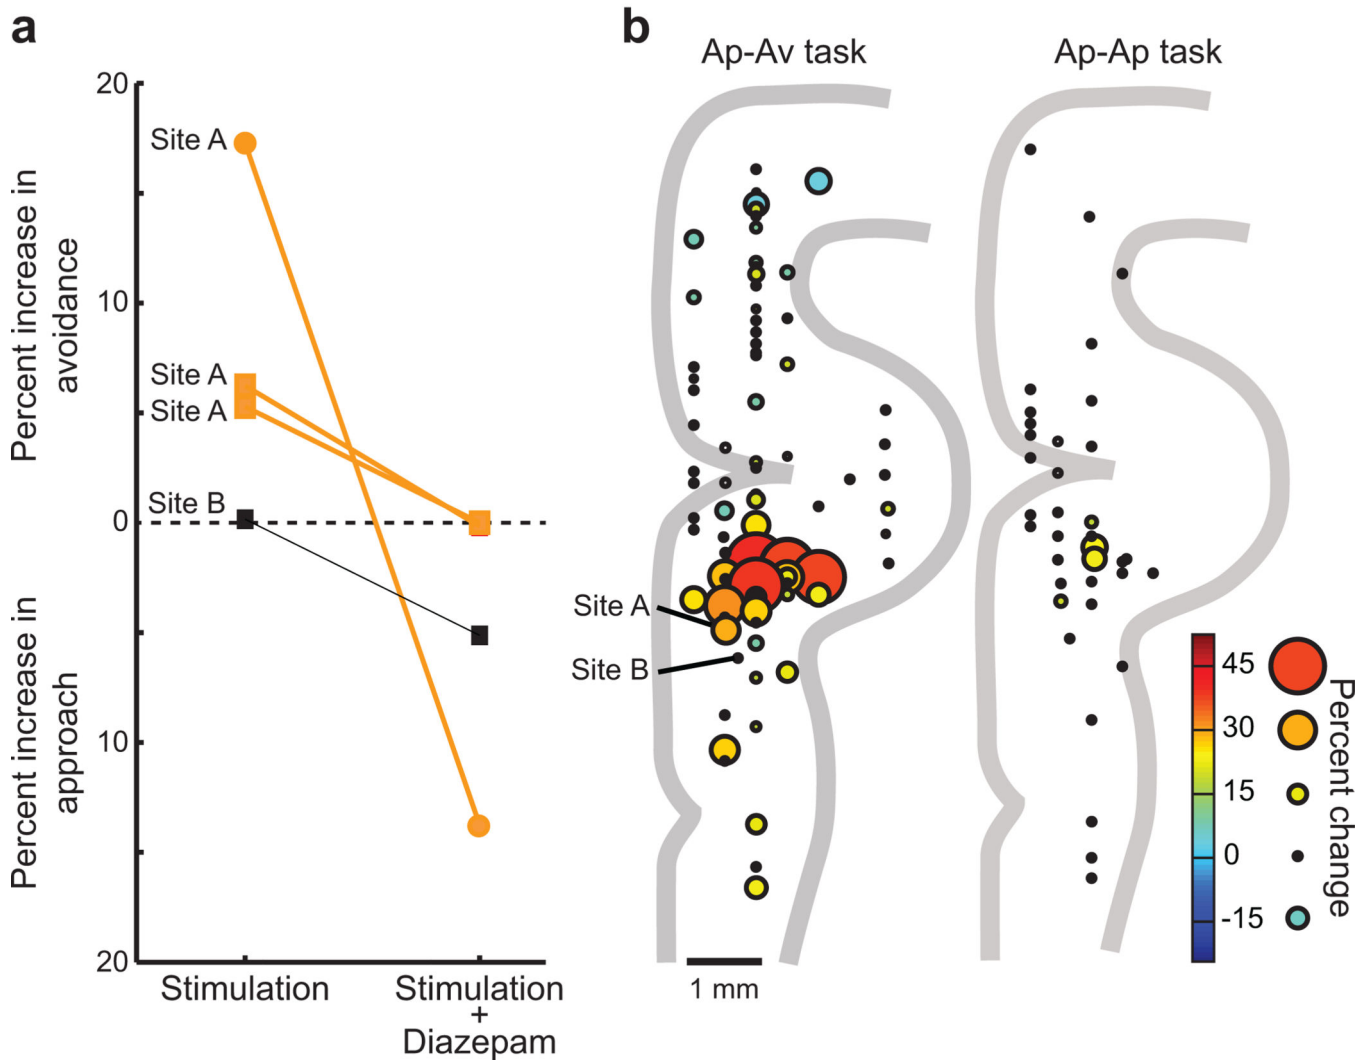 a
20
10
0
10
20
Percent increase in
avoidance
Percent increase in
approach
Site A
Site A
Site A
Site B
Stimulation
Stimulation
+
Diazepam
b
Ap-Av task
Ap-Ap task
Site A
Site B
1 mm
45
30
15
0
-15
Percent change